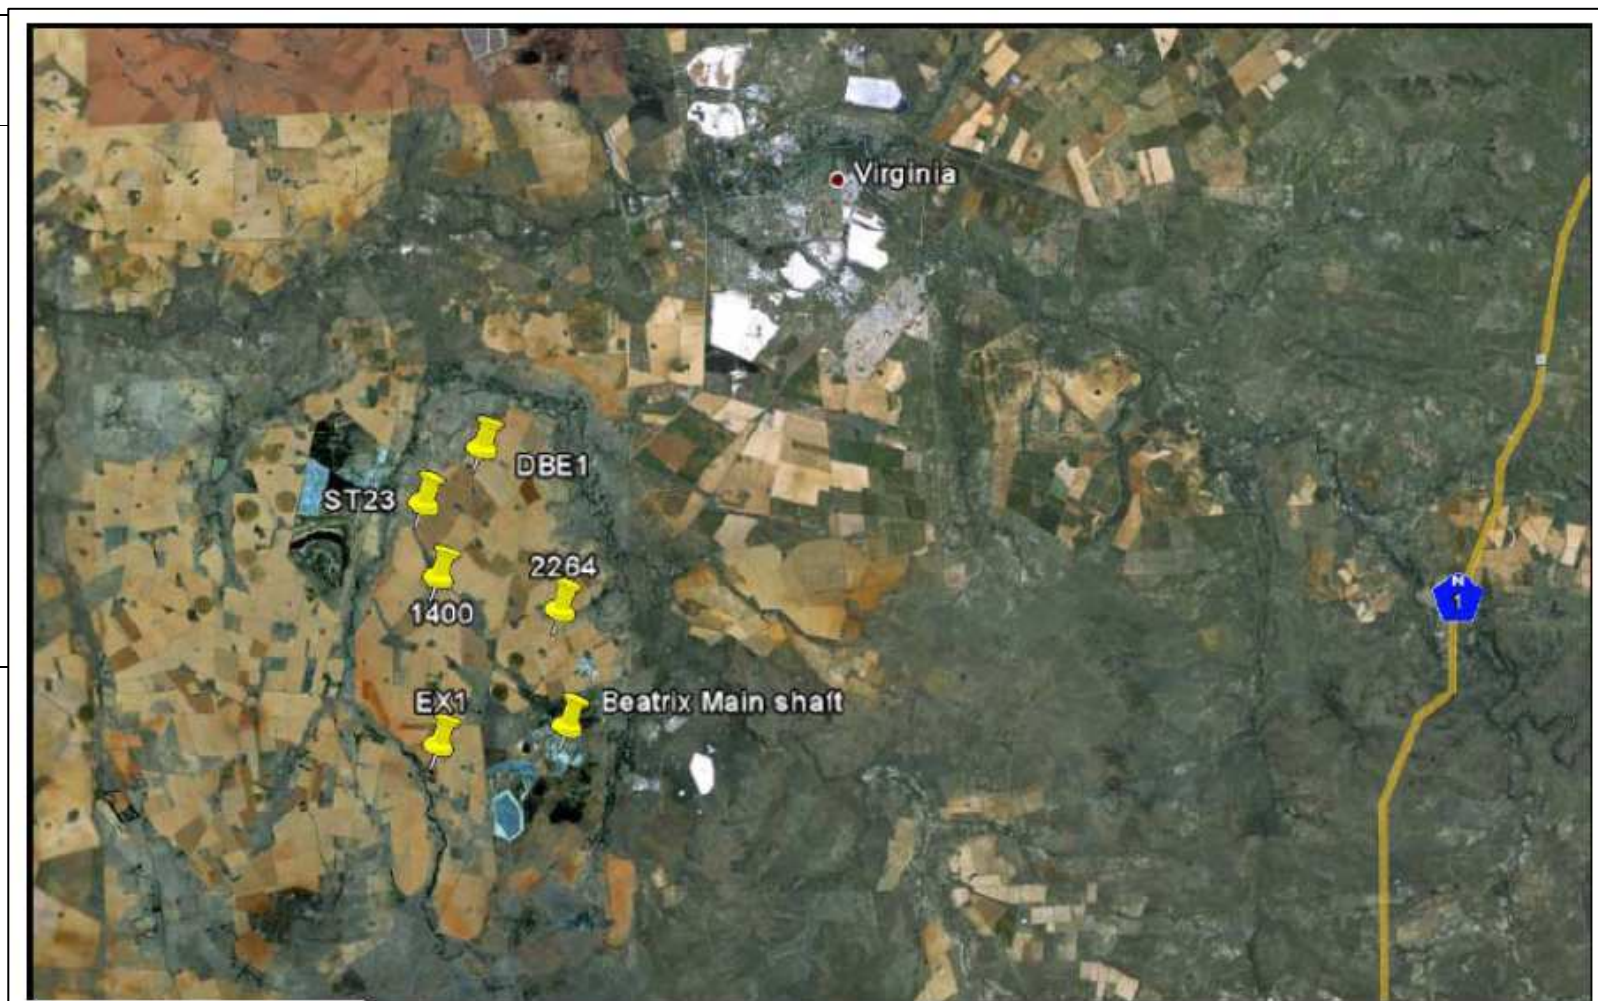 Virginia
DBE1
ST23
2264
1400
EX1
Beatrix Main shaft
N
1